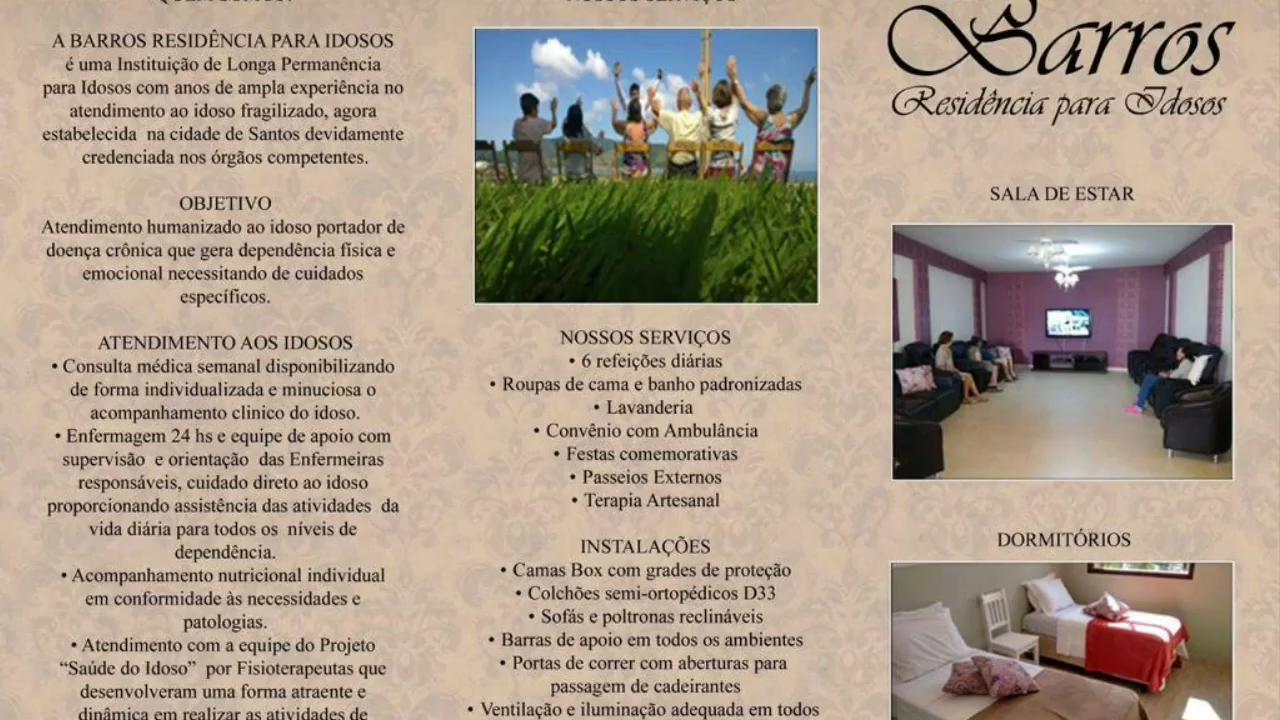 A BARROS RESIDÊNCIA PARA IDOSOS
é uma Instituição de Longa Permanência
para Idosos com anos de ampla experiência no
atendimento ao idoso fragilizado, agora
estabelecida na cidade de Santos devidamente
credenciada nos órgãos competentes.
OBJETIVO
Atendimento humanizado ao idoso portador de
doença crônica que gera dependência física e
emocional necessitando de cuidados
específicos.
ATENDIMENTO AOS IDOSOS
• Consulta médica semanal disponibilizando
de forma individualizada e minuciosa o
acompanhamento clinico do idoso.
• Enfermagem 24 hs e equipe de apoio com
supervisão e orientação das Enfermeiras
responsáveis, cuidado direto ao idoso
proporcionando assistência das atividades da
vida diária para todos os níveis de
dependência.
• Acompanhamento nutricional individual
em conformidade às necessidades e
patologias.
• Atendimento com a equipe do Projeto
“Saúde do Idoso” por Fisioterapeutas que
desenvolveram uma forma atraente e
dinâmica em realizar as atividades de
NOSSOS SERVIÇOS
NOSSOS SERVIÇOS
• 6 refeições diárias
• Roupas de cama e banho padronizadas
• Lavanderia
• Convênio com Ambulância
• Festas comemorativas
• Passeios Externos
• Terapia Artesanal
INSTALAÇÕES
• Camas Box com grades de proteção
• Colchões semi-ortopédicos D33
• Sofás e poltronas reclináveis
• Barras de apoio em todos os ambientes
• Portas de correr com aberturas para
passagem de cadeirantes
• Ventilação e iluminação adequada em todos
Barros
Residência para Idosos
SALA DE ESTAR
DORMITÓRIOS